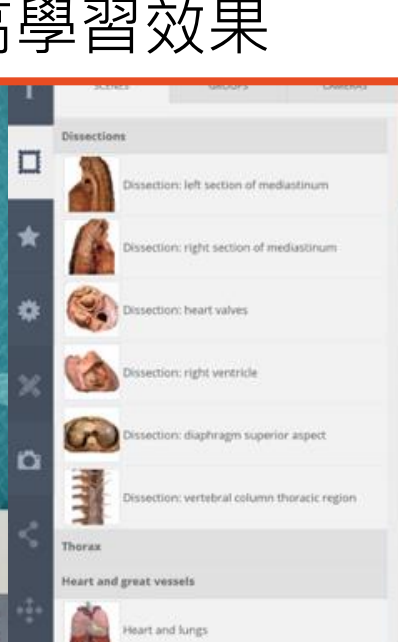 高學習效果
SCENES
GROUPS
CAMERAS
Dissections
Dissection: left section of mediastinum
Dissection: right section of mediastinum
Dissection: heart valves
Dissection: right ventricle
Dissection: diaphragm superior aspect
Dissection: vertebral column thoracic region
Thorax
Heart and great vessels
Heart and lungs